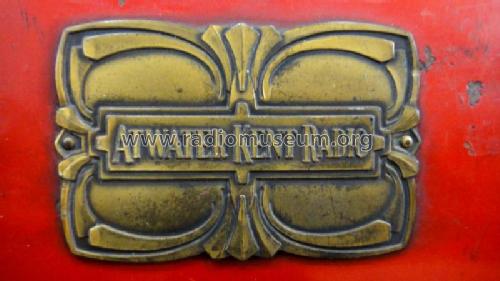 ATWATER KENT RADIO
www.radiomuseum.org